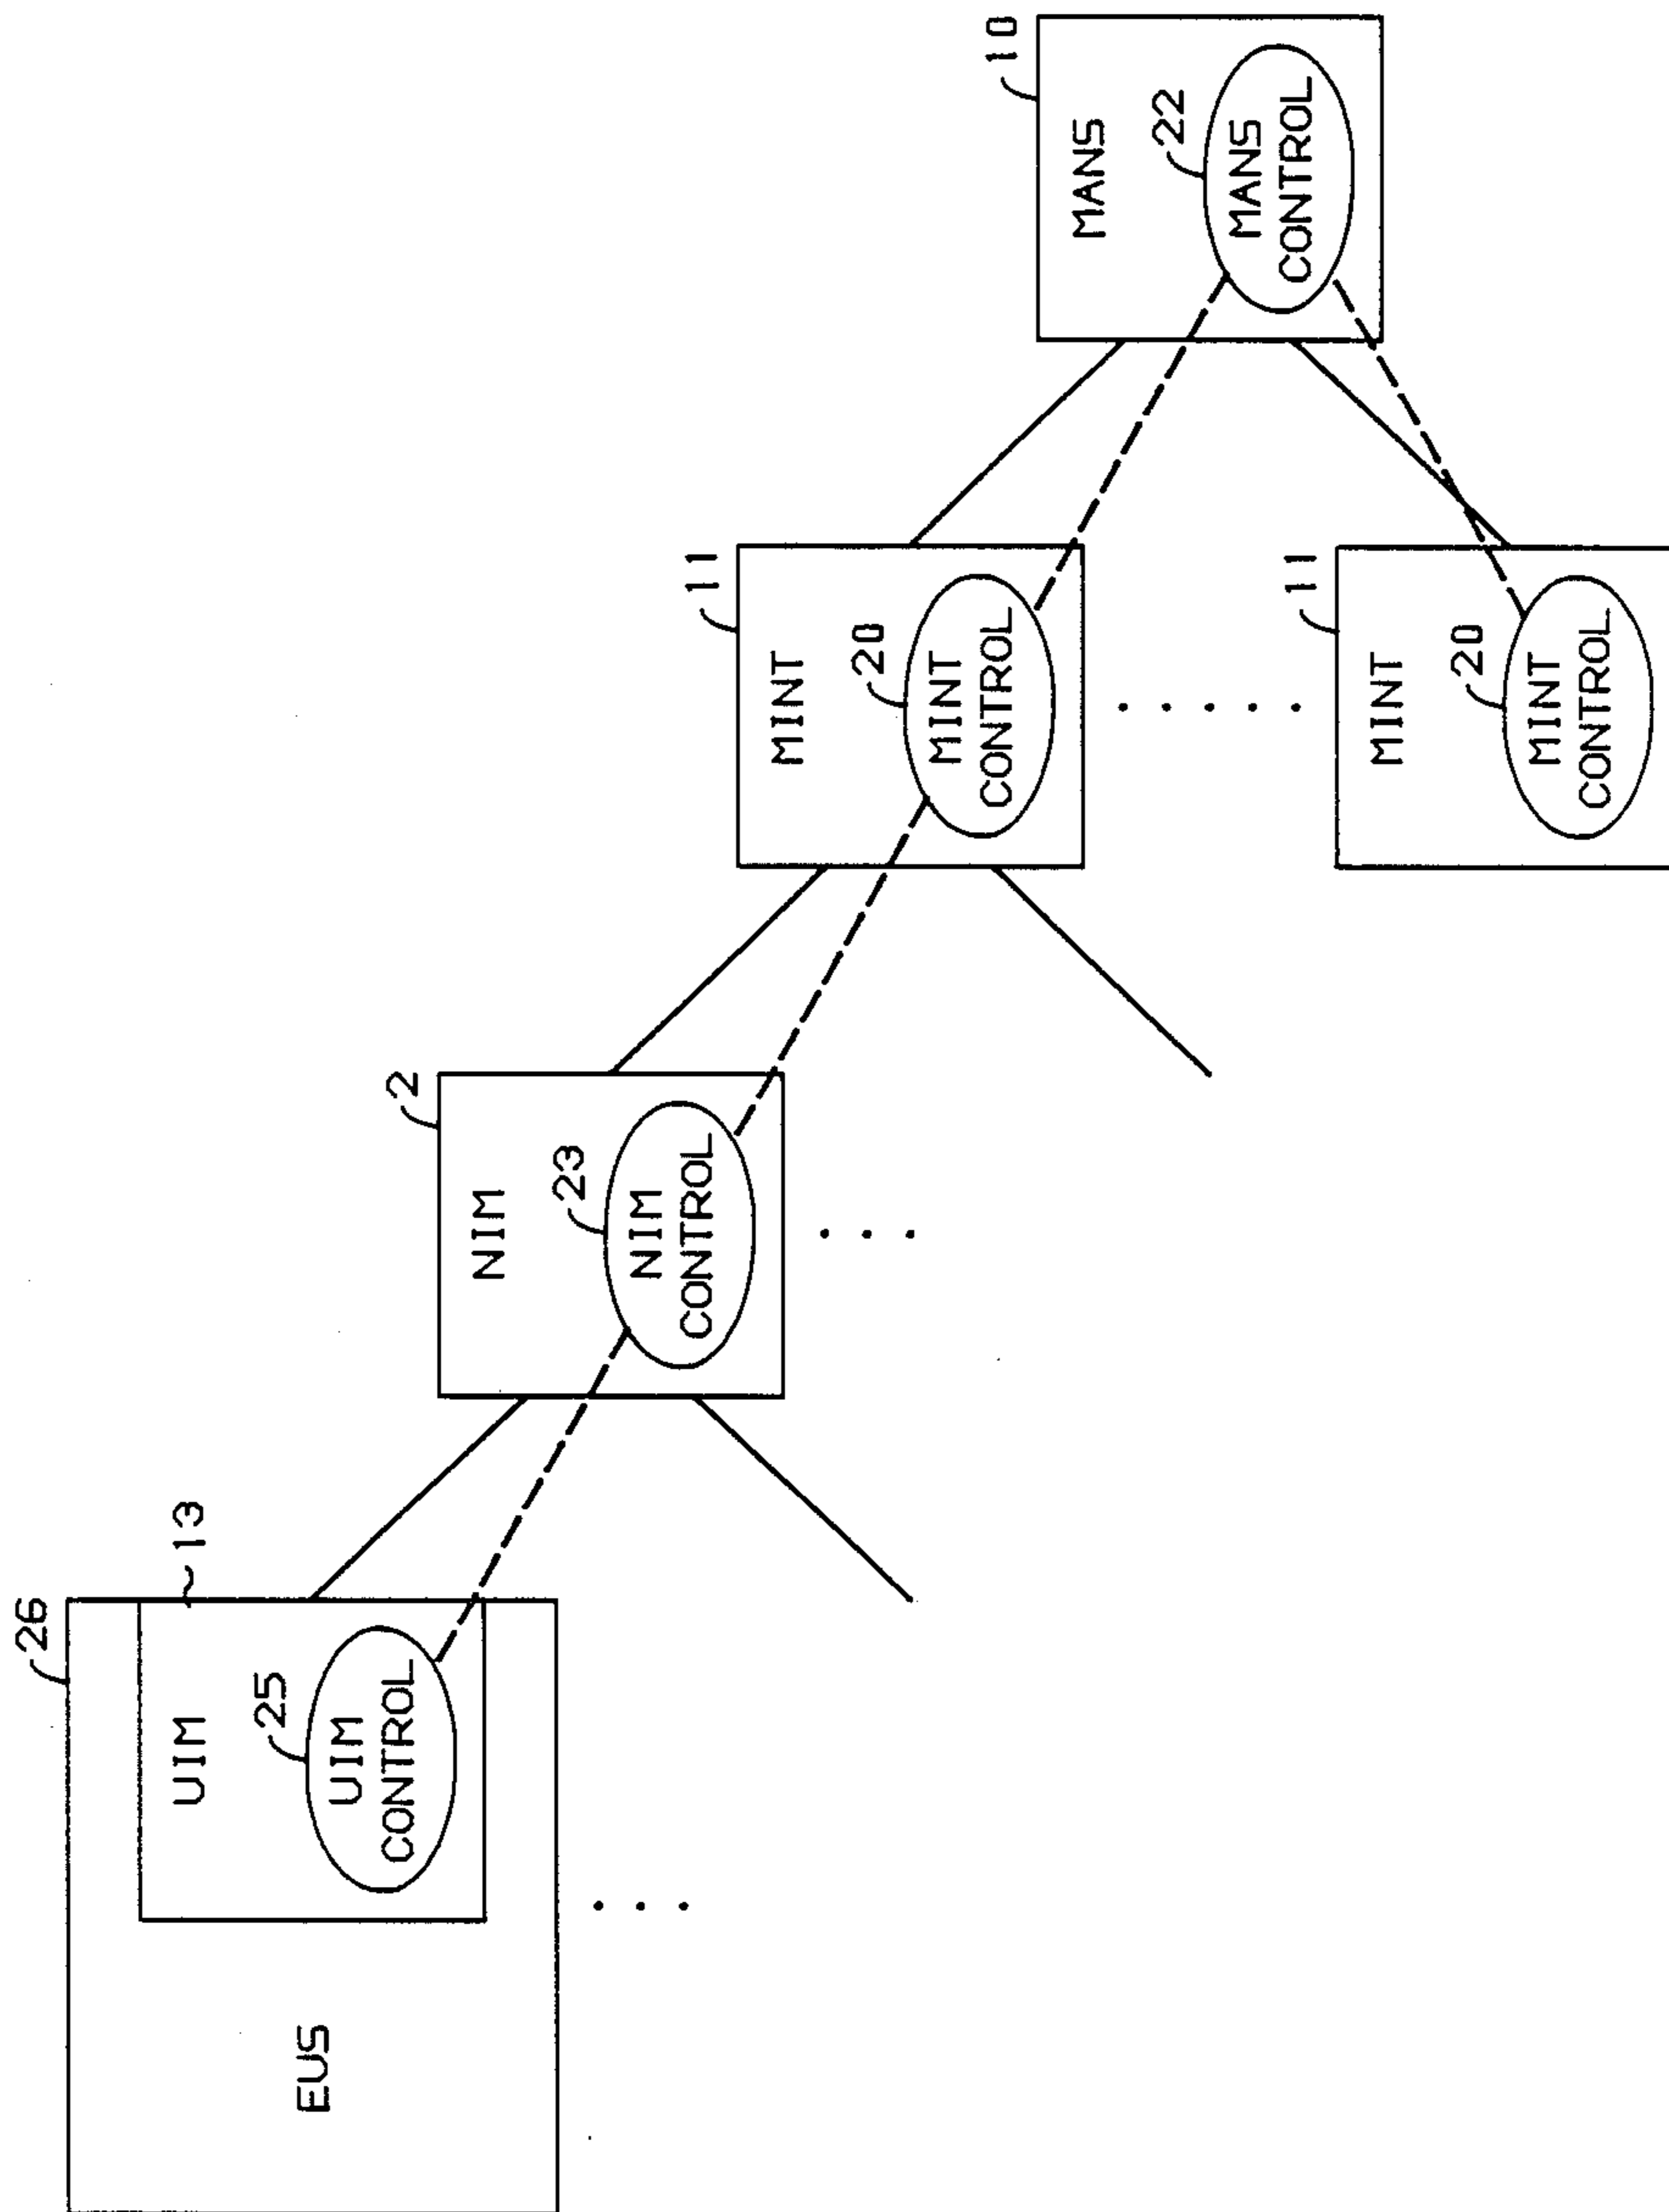 26
UIM
13
25
EUS
UIM
CONTROL
2
NIM
23
NIM
CONTROL
11
MINT
20
MINT
CONTROL
10
MANS
22
MANS
CONTROL
11
MINT
20
MINT
CONTROL